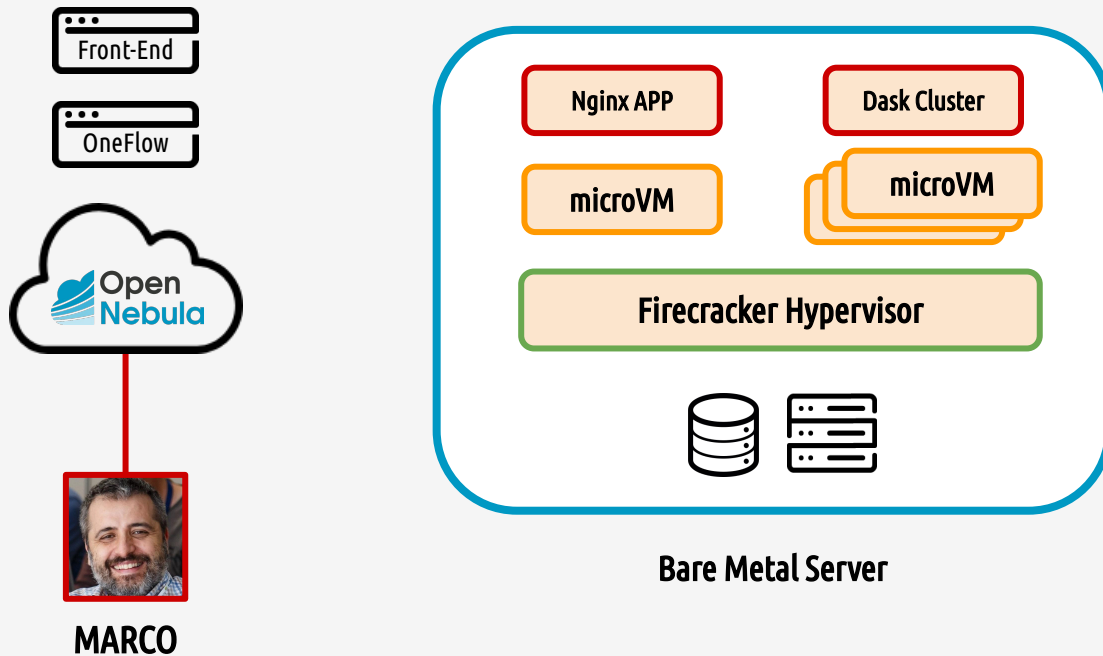 Front-End
OneFlow
Open
Nebula
MARCO
Nginx APP
Dask Cluster
microVM
microVM
Firecracker Hypervisor
Bare Metal Server